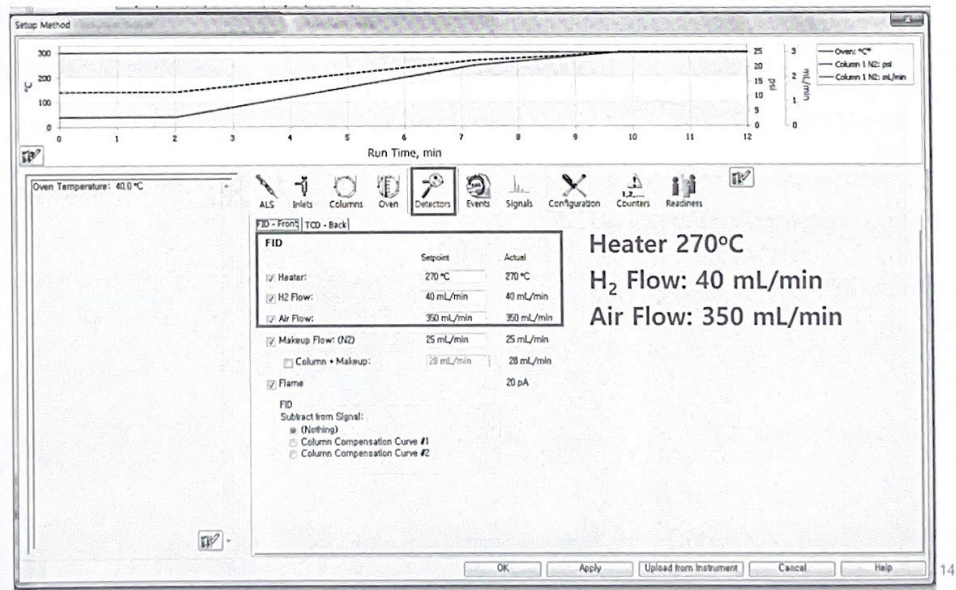 Setup Method
300
200
100
0
°C
0 1 2 3 4 5 6 7 8 9 10 11 12
Run Time, min
25
20
15
10
5
0
psi
3
2
1
0
mL/min
Oven: °C*
Column 1 N2: psi
Column 1 N2: mL/min
Oven Temperature: 40.0 °C
ALS Inlets Columns Oven Detectors Events Signals Configuration Counters Readiness
FID - Front TCD - Back
FID
Setpoint Actual
Heater: 270 °C 270 °C
H2 Flow: 40 mL/min 40 mL/min
Air Flow: 350 mL/min 350 mL/min
Makeup Flow: (N2) 25 mL/min 25 mL/min
Column + Makeup: 28 mL/min 28 mL/min
Flame 20 pA
FID
Subtract from Signal:
(Nothing)
Column Compensation Curve #1
Column Compensation Curve #2
Heater 270°C
H₂ Flow: 40 mL/min
Air Flow: 350 mL/min
OK Apply Upload from Instrument Cancel Help
14